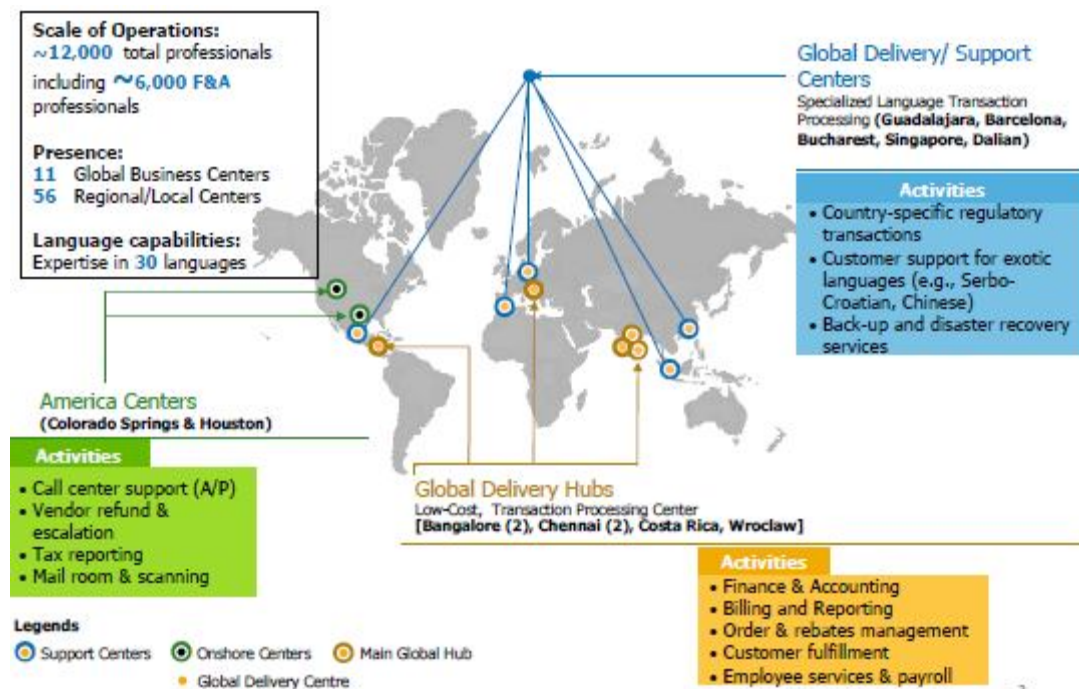 Scale of Operations:
~12,000 total professionals
including ~6,000 F&A
professionals
Presence:
11 Global Business Centers
56 Regional/Local Centers
Language capabilities:
Expertise in 30 languages
Global Delivery/ Support
Centers
Specialized Language Transaction
Processing (Guadalajara, Barcelona,
Bucharest, Singapore, Dalian)
Activities
• Country-specific regulatory
transactions
• Customer support for exotic
languages (e.g., Serbo-
Croatian, Chinese)
• Back-up and disaster recovery
services
America Centers
(Colorado Springs & Houston)
Activities
• Call center support (A/P)
• Vendor refund &
escalation
• Tax reporting
• Mail room & scanning
Global Delivery Hubs
Low-Cost, Transaction Processing Center
[Bangalore (2), Chennai (2), Costa Rica, Wroclaw]
Activities
• Finance & Accounting
• Billing and Reporting
• Order & rebates management
• Customer fulfillment
• Employee services & payroll
Legends
Support Centers
Onshore Centers
Main Global Hub
Global Delivery Centre